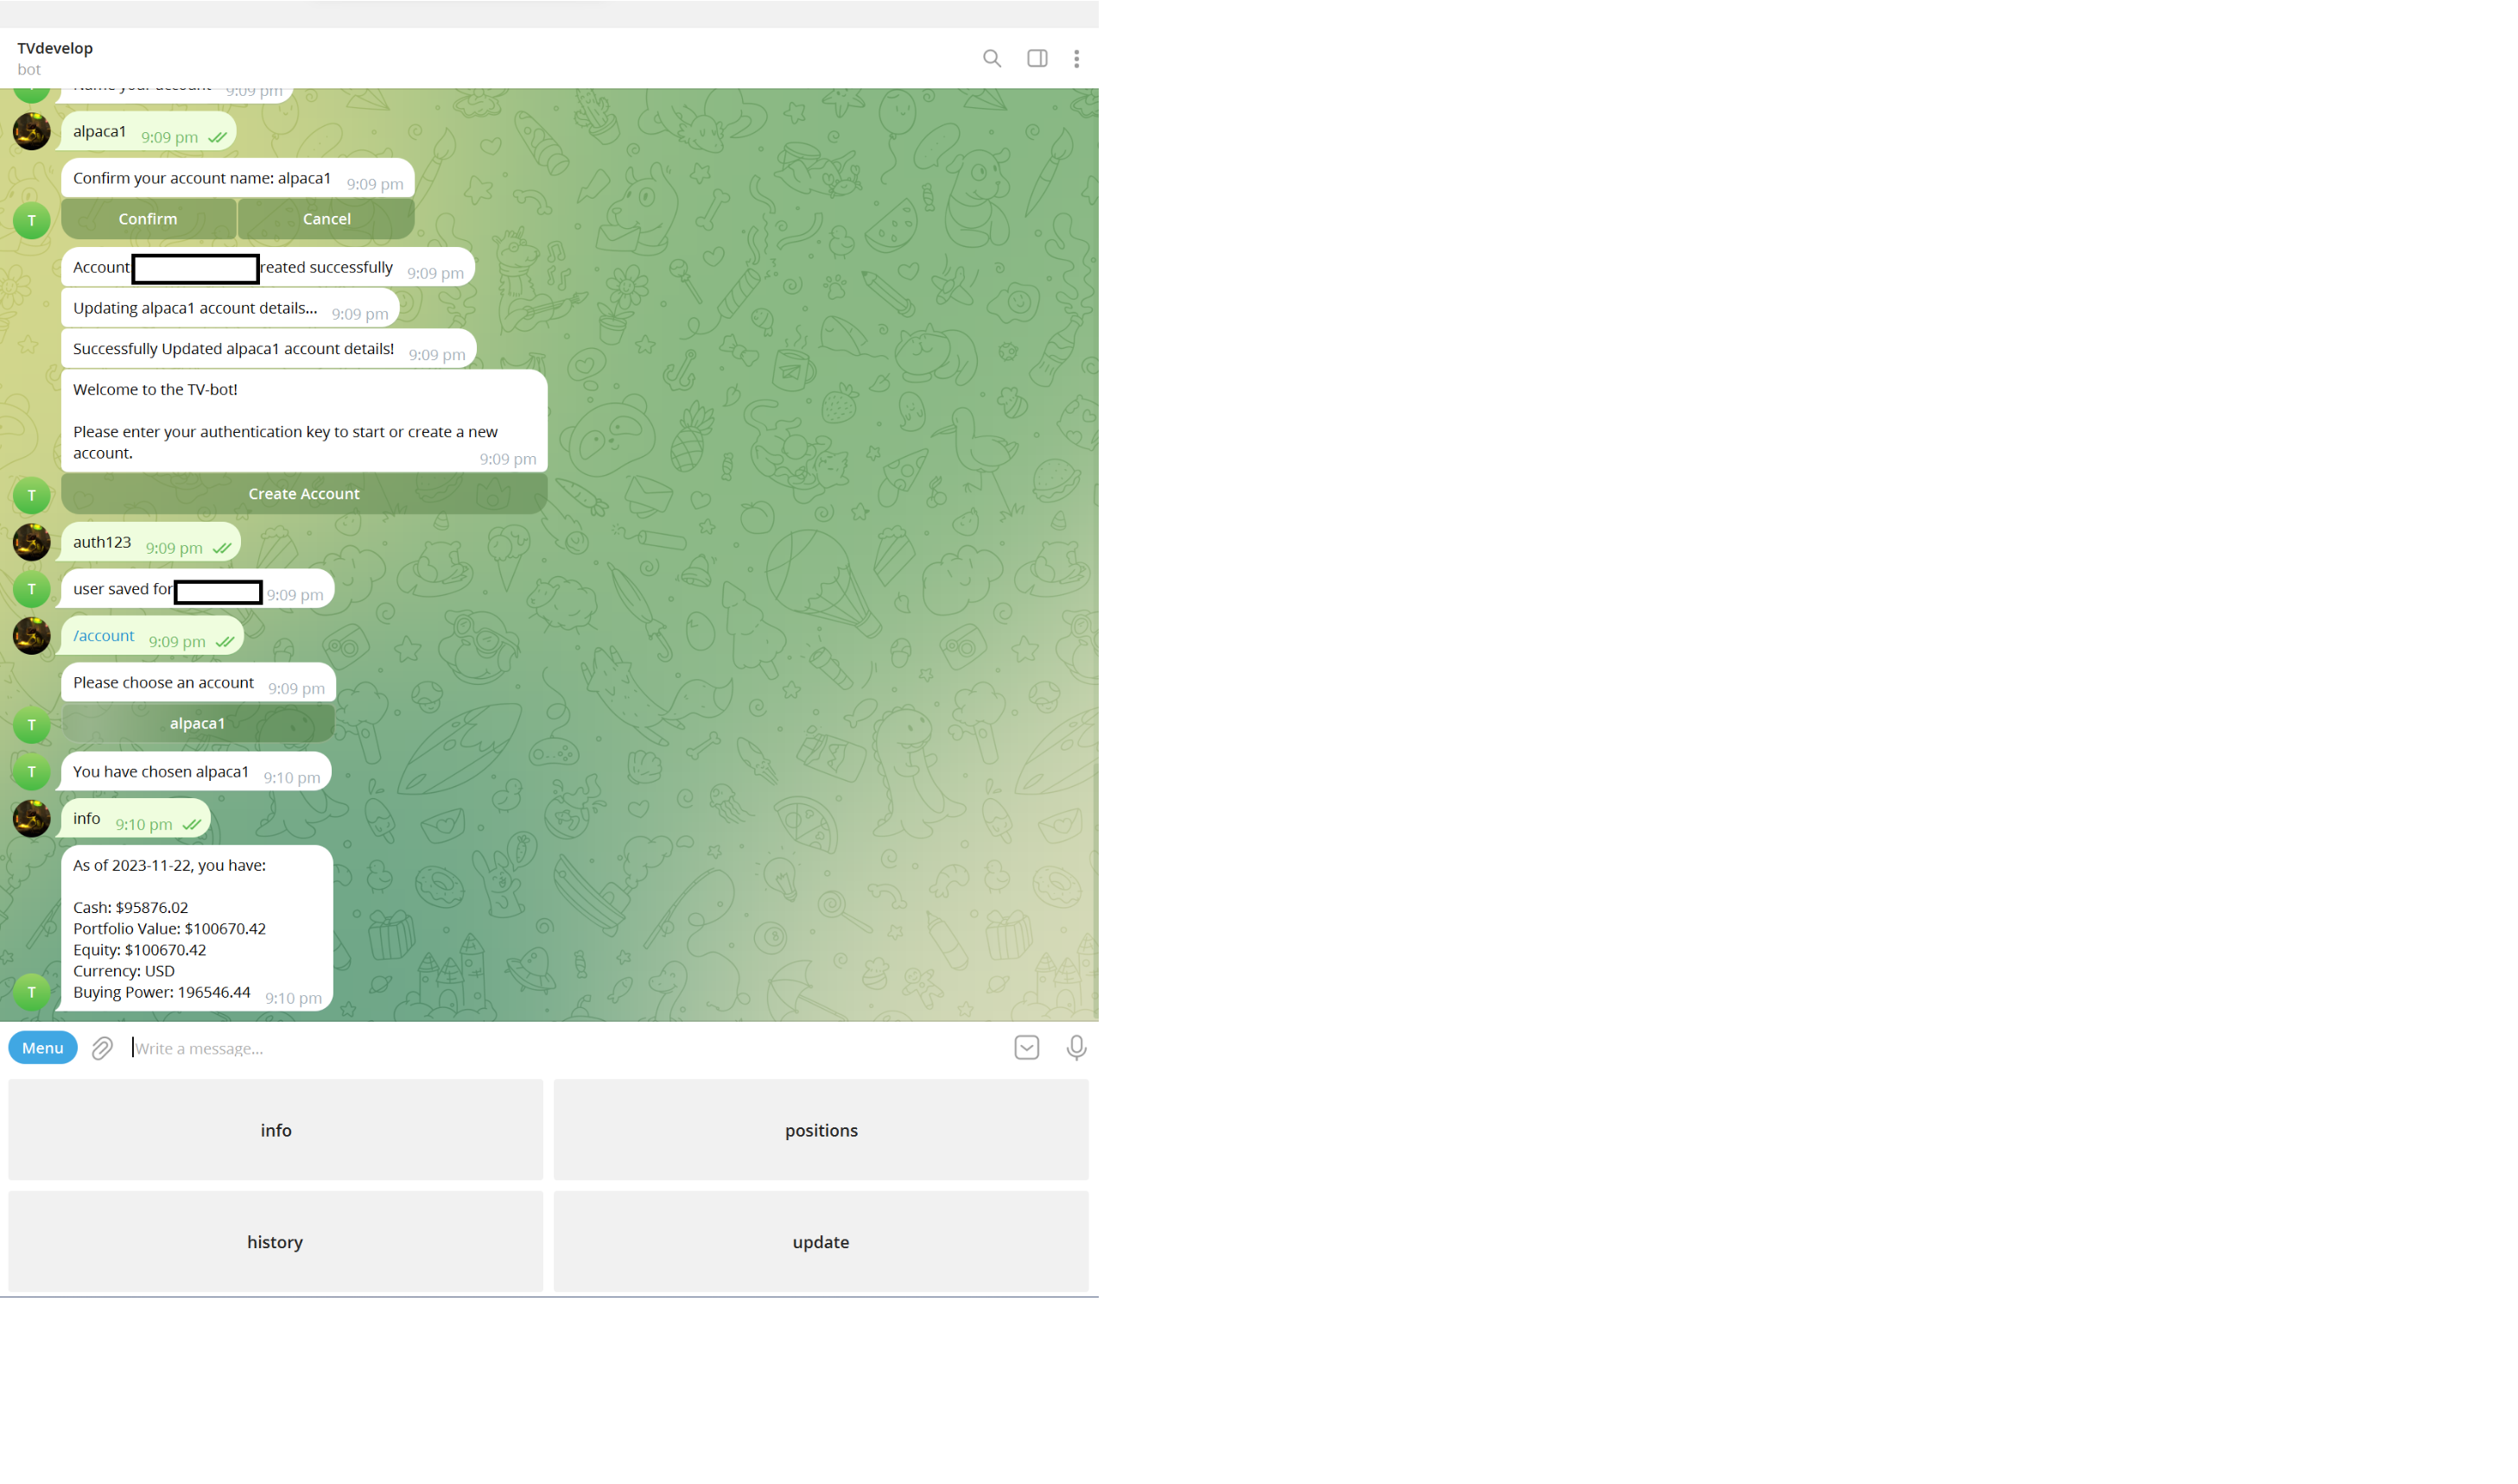 TVdevelop
bot
Name your account 9:09 pm
alpaca1 9:09 pm
Confirm your account name: alpaca1 9:09 pm
T Confirm Cancel
Account reated successfully 9:09 pm
Updating alpaca1 account details... 9:09 pm
Successfully Updated alpaca1 account details! 9:09 pm
Welcome to the TV-bot!
Please enter your authentication key to start or create a new
account. 9:09 pm
T Create Account
auth123 9:09 pm
T user saved for 9:09 pm
/account 9:09 pm
Please choose an account 9:09 pm
T alpaca1
T You have chosen alpaca1 9:10 pm
info 9:10 pm
As of 2023-11-22, you have:
Cash: $95876.02
Portfolio Value: $100670.42
Equity: $100670.42
Currency: USD
T Buying Power: 196546.44 9:10 pm
Menu Write a message...
info positions
history update